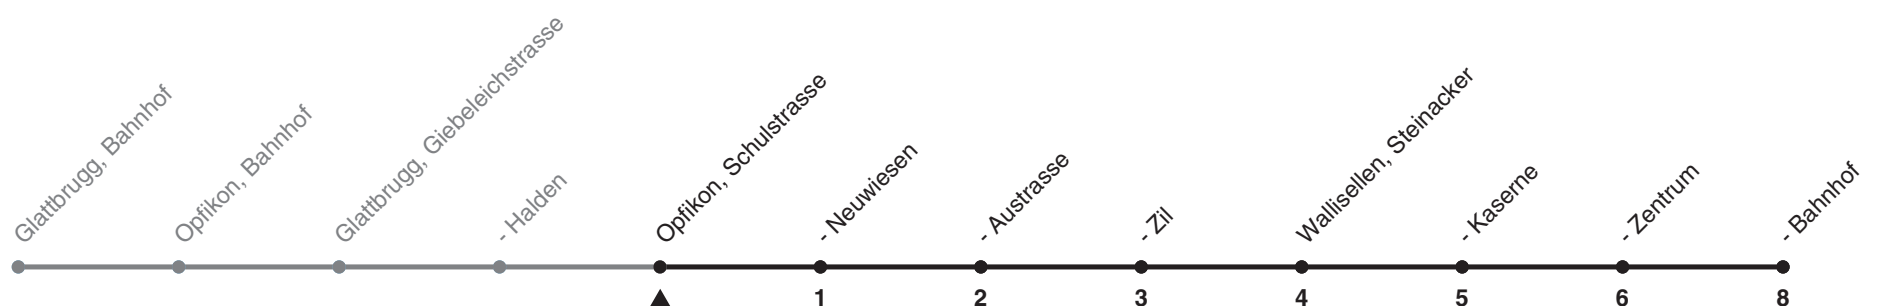 Glattbrugg, Bahnhof
Opfikon, Bahnhof
Glattbrugg, Giebeleichstrasse
- Halden
Opfikon, Schulstrasse
- Neuwiesen
- Austrasse
- Zil
Wallisellen, Steinacker
- Kaserne
- Zentrum
- Bahnhof
1 2 3 4 5 6 8